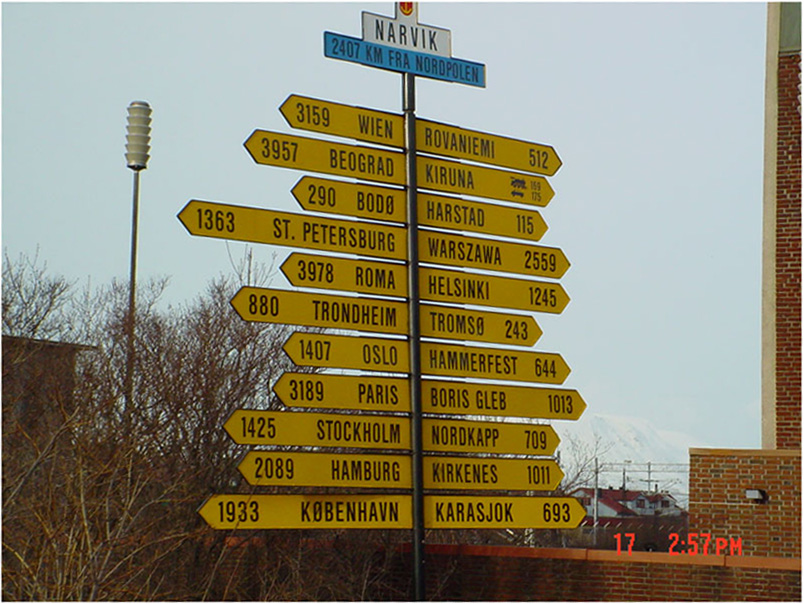 NARVIK
2407 KM FRA NORDPOLEN
3159 WIEN
ROVANIEMI 512
3957 BEOGRAD
KIRUNA 169
175
290 BODØ
HARSTAD 115
1363 ST. PETERSBURG
WARSZAWA 2559
3978 ROMA
HELSINKI 1245
880 TRONDHEIM
TROMSØ 243
1407 OSLO
HAMMERFEST 644
3189 PARIS
BORIS GLEB 1013
1425 STOCKHOLM
NORDKAPP 709
2089 HAMBURG
KIRKENES 1011
1933 KØBENHAVN
KARASJOK 693
17 2:57PM